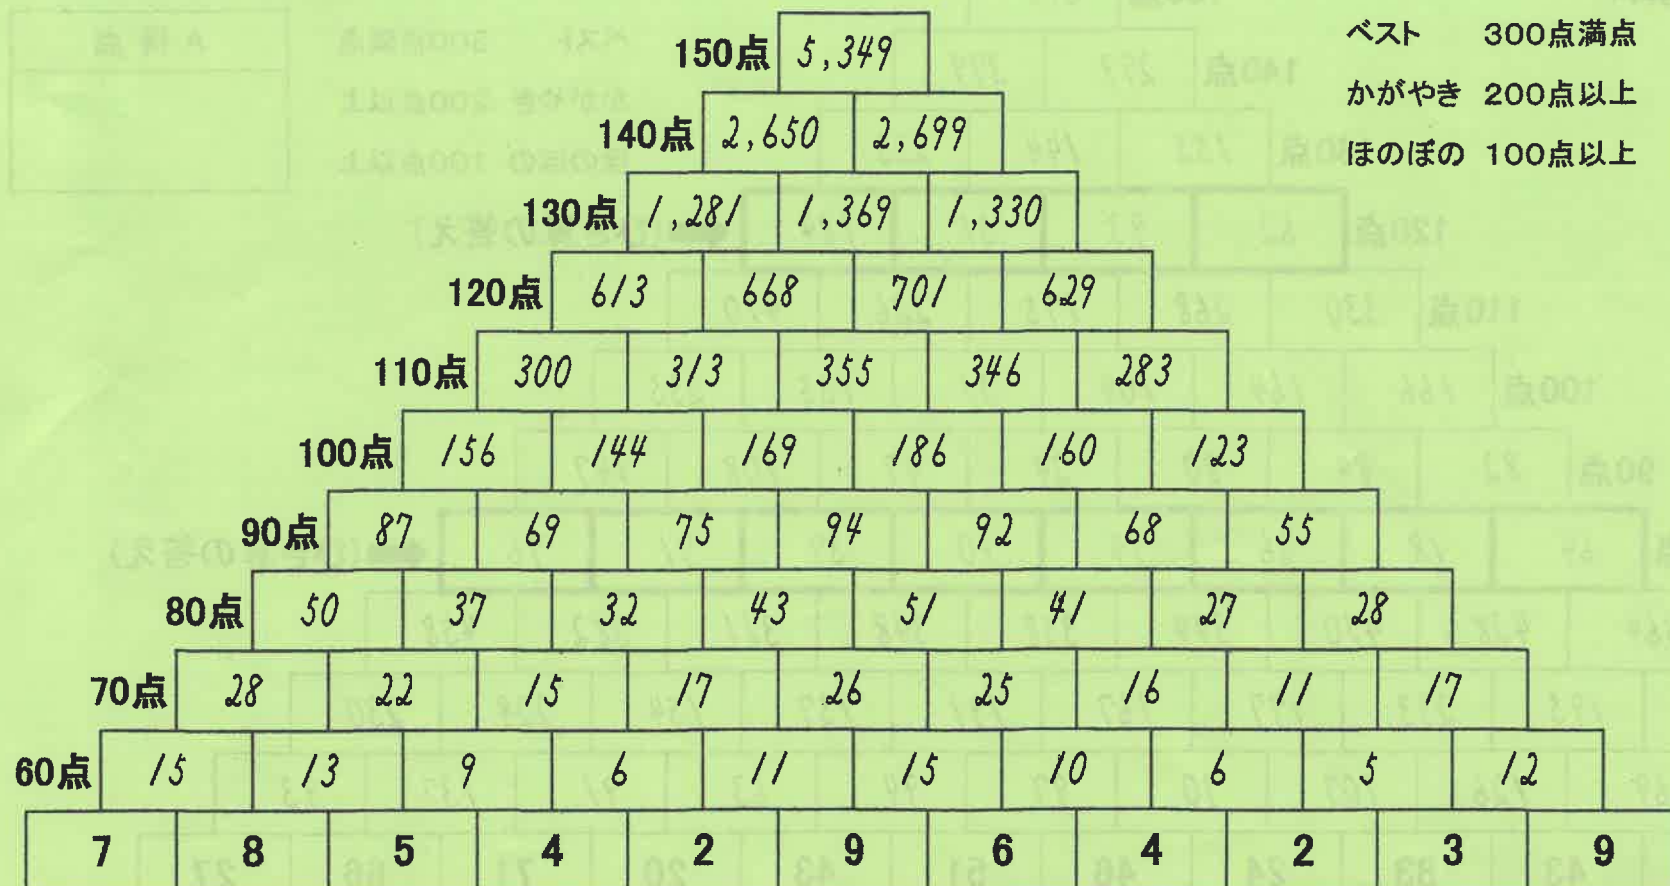 150点 5,349
ベスト 300点満点
140点 2,650 2,699
かがやき 200点以上
ほのぼの 100点以上
130点 1,281 1,369 1,330
120点 613 668 701 629
110点 300 313 355 346 283
100点 156 144 169 186 160 123
90点 87 69 75 94 92 68 55
80点 50 37 32 43 51 41 27 28
70点 28 22 15 17 26 25 16 11 17
60点 15 13 9 6 11 15 10 6 5 12
7 8 5 4 2 9 6 4 2 3 9